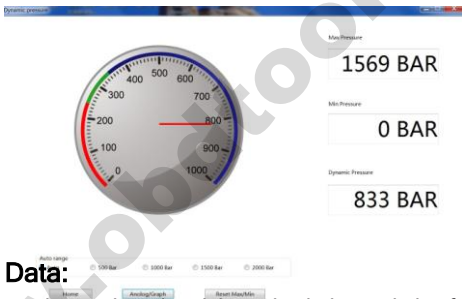 Dynamic pressure
Max Pressure
1569 BAR
Min Pressure
0 BAR
Dynamic Pressure
833 BAR
0
100
200
300
400
500
600
700
800
900
1000
Auto range
500 Bar
1000 Bar
1500 Bar
2000 Bar
Data:
Home
Analog/Graph
Reset Max/Min